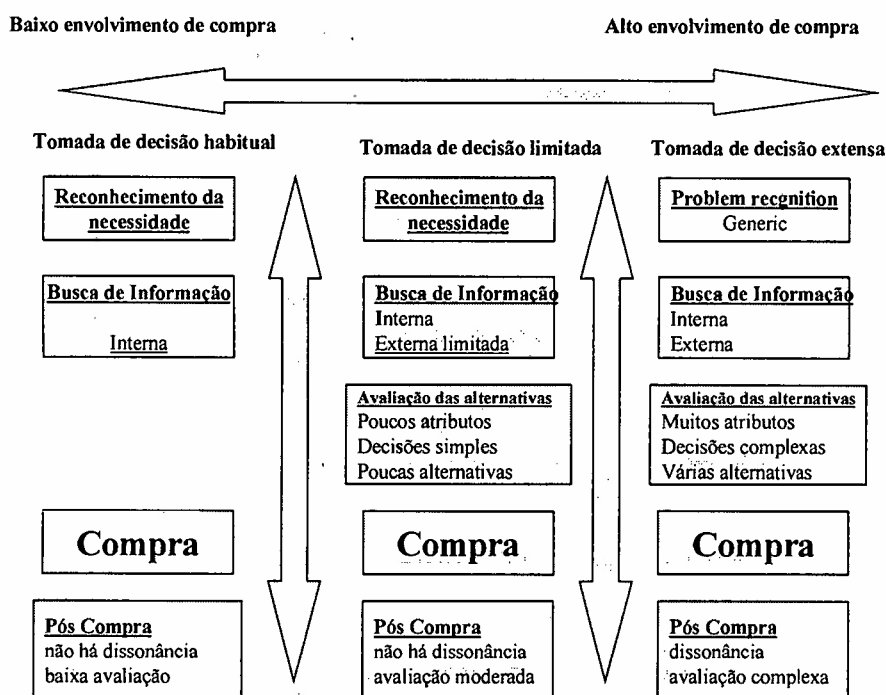 Baixo envolvimento de compra
Alto envolvimento de compra
Tomada de decisão habitual
Tomada de decisão limitada
Tomada de decisão extensa
Reconhecimento da
necessidade
Reconhecimento da
necessidade
Problem recgnition
Generic
Busca de Informação
Interna
Busca de Informação
Interna
Externa limitada
Busca de Informação
Interna
Externa
Avaliação das alternativas
Poucos atributos
Decisões simples
Poucas alternativas
Avaliação das alternativas
Muitos atributos
Decisões complexas
Várias alternativas
Compra
Compra
Compra
Pós Compra
não há dissonância
baixa avaliação
Pós Compra
não há dissonância
avaliação moderada
Pós Compra
dissonância
avaliação complexa